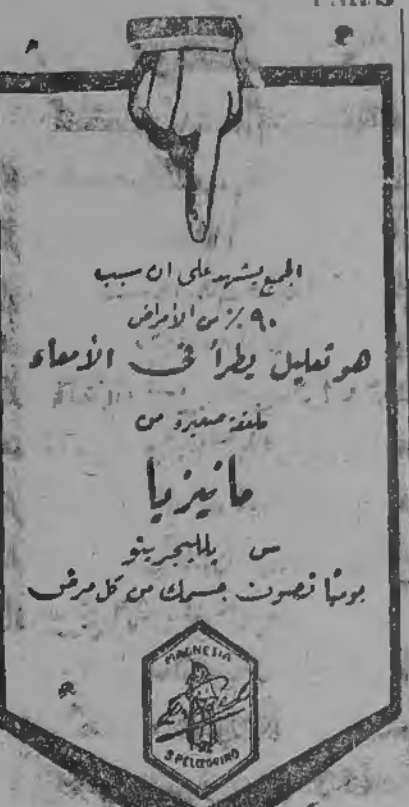 الجميع يشهد على ان سبب
٩٠ ٪ من الأمراض
هو تعليل يطرأ في الأمعاء
ملعقة صغيرة من
مانيزيا
س بلليجرينو
يوميا تصون جسمك من كل مرض
MAGNESIA
S. PELLEGRINO